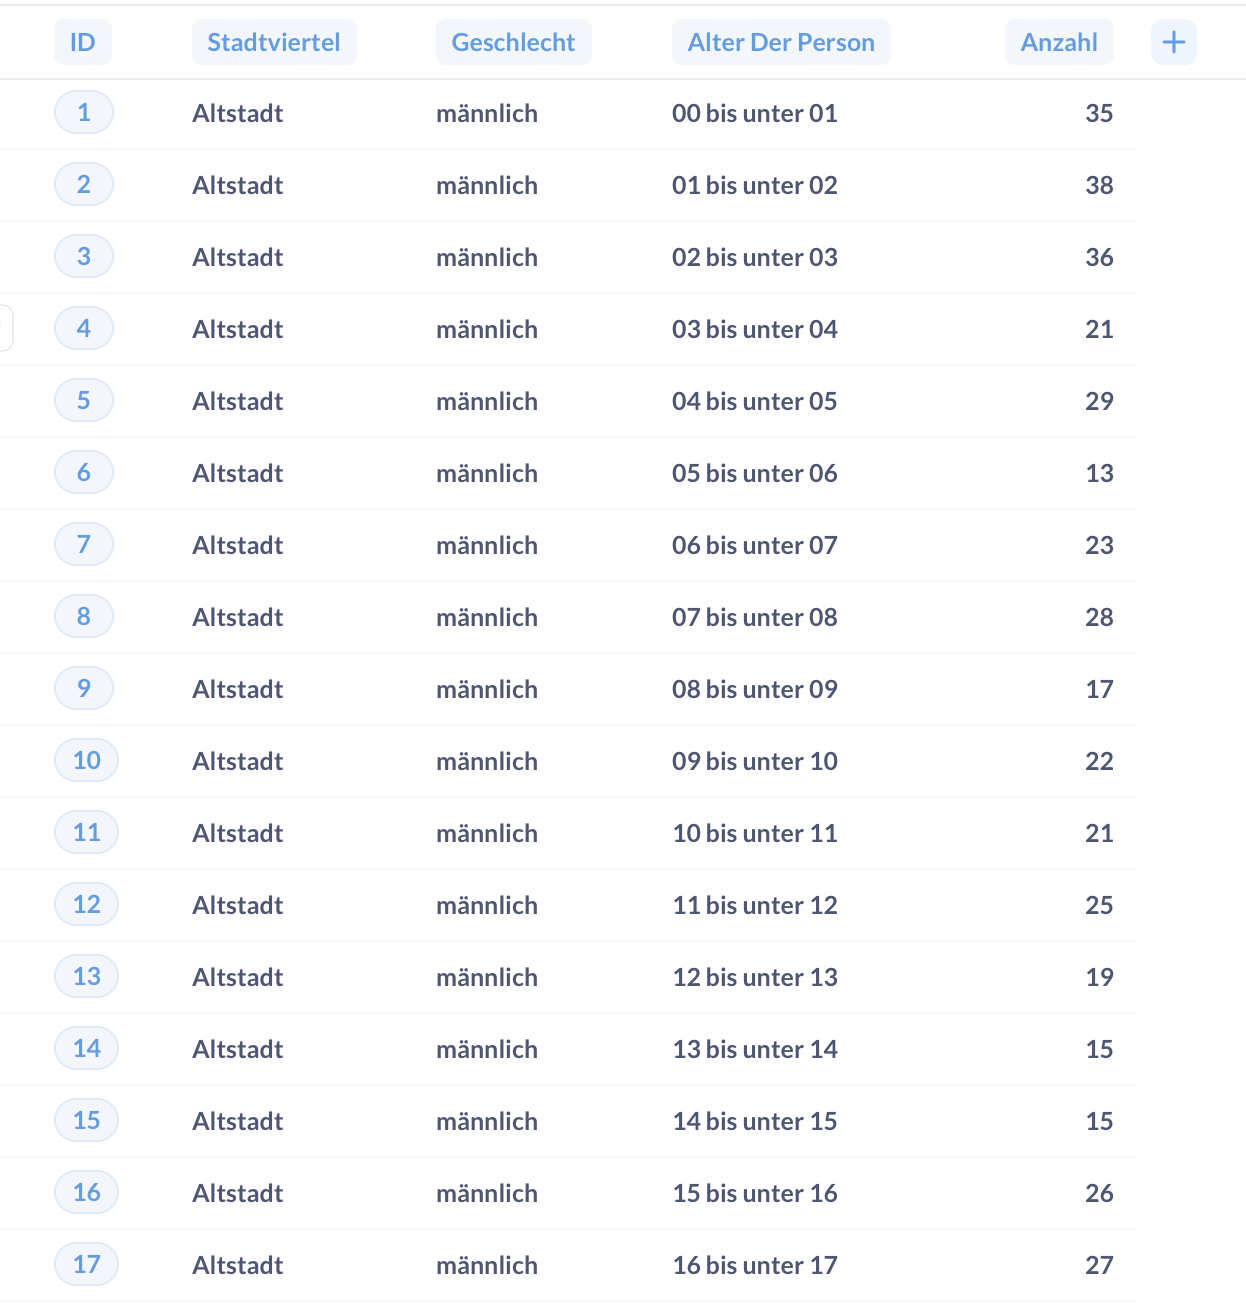 ID Stadtviertel Geschlecht Alter Der Person Anzahl +
1 Altstadt männlich 00 bis unter 01 35
2 Altstadt männlich 01 bis unter 02 38
3 Altstadt männlich 02 bis unter 03 36
4 Altstadt männlich 03 bis unter 04 21
5 Altstadt männlich 04 bis unter 05 29
6 Altstadt männlich 05 bis unter 06 13
7 Altstadt männlich 06 bis unter 07 23
8 Altstadt männlich 07 bis unter 08 28
9 Altstadt männlich 08 bis unter 09 17
10 Altstadt männlich 09 bis unter 10 22
11 Altstadt männlich 10 bis unter 11 21
12 Altstadt männlich 11 bis unter 12 25
13 Altstadt männlich 12 bis unter 13 19
14 Altstadt männlich 13 bis unter 14 15
15 Altstadt männlich 14 bis unter 15 15
16 Altstadt männlich 15 bis unter 16 26
17 Altstadt männlich 16 bis unter 17 27